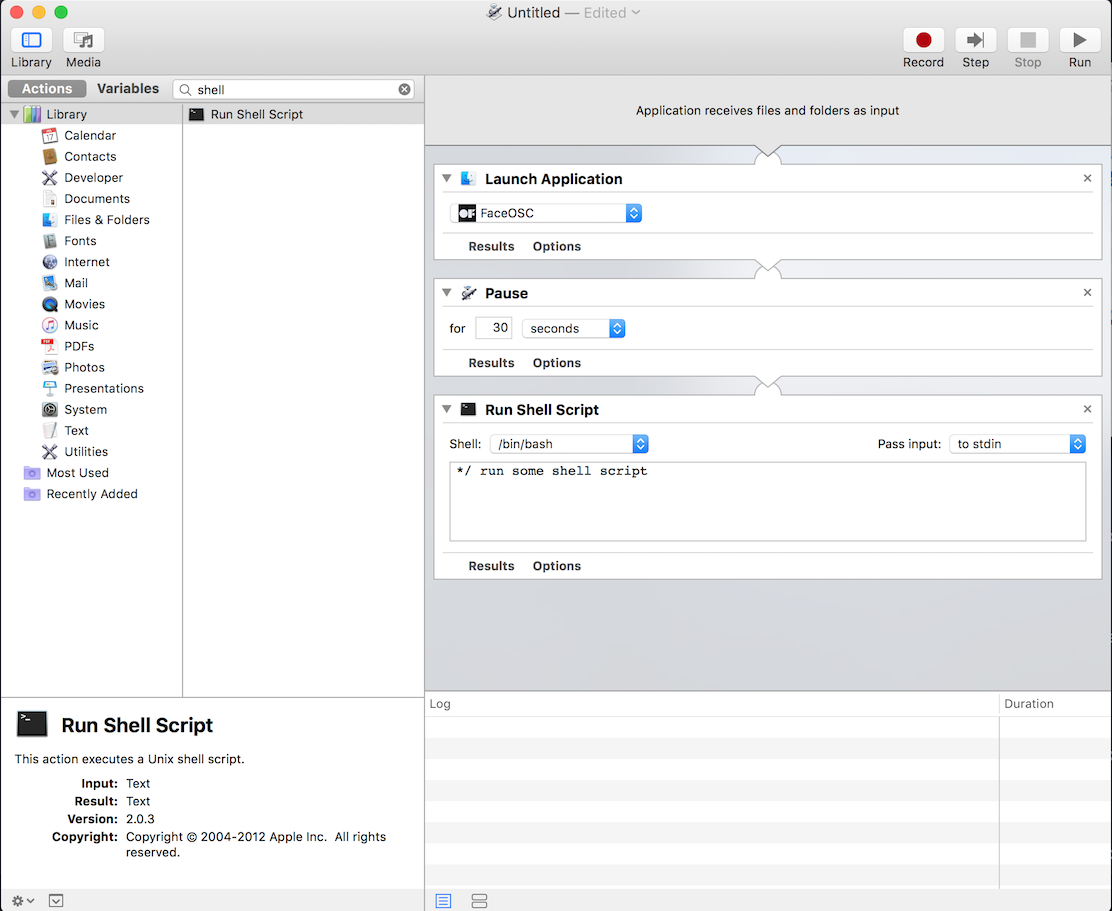 Untitled — Edited
Library Media Record Step Stop Run
Actions Variables shell
Library
Calendar
Contacts
Developer
Documents
Files & Folders
Fonts
Internet
Mail
Movies
Music
PDFs
Photos
Presentations
System
Text
Utilities
Most Used
Recently Added
Run Shell Script
Application receives files and folders as input
Launch Application
OF FaceOSC
Results Options
Pause
for 30 seconds
Results Options
Run Shell Script
Shell: /bin/bash Pass input: to stdin
*/ run some shell script
Results Options
Log Duration
Run Shell Script
This action executes a Unix shell script.
Input: Text
Result: Text
Version: 2.0.3
Copyright: Copyright © 2004-2012 Apple Inc. All rights
reserved.